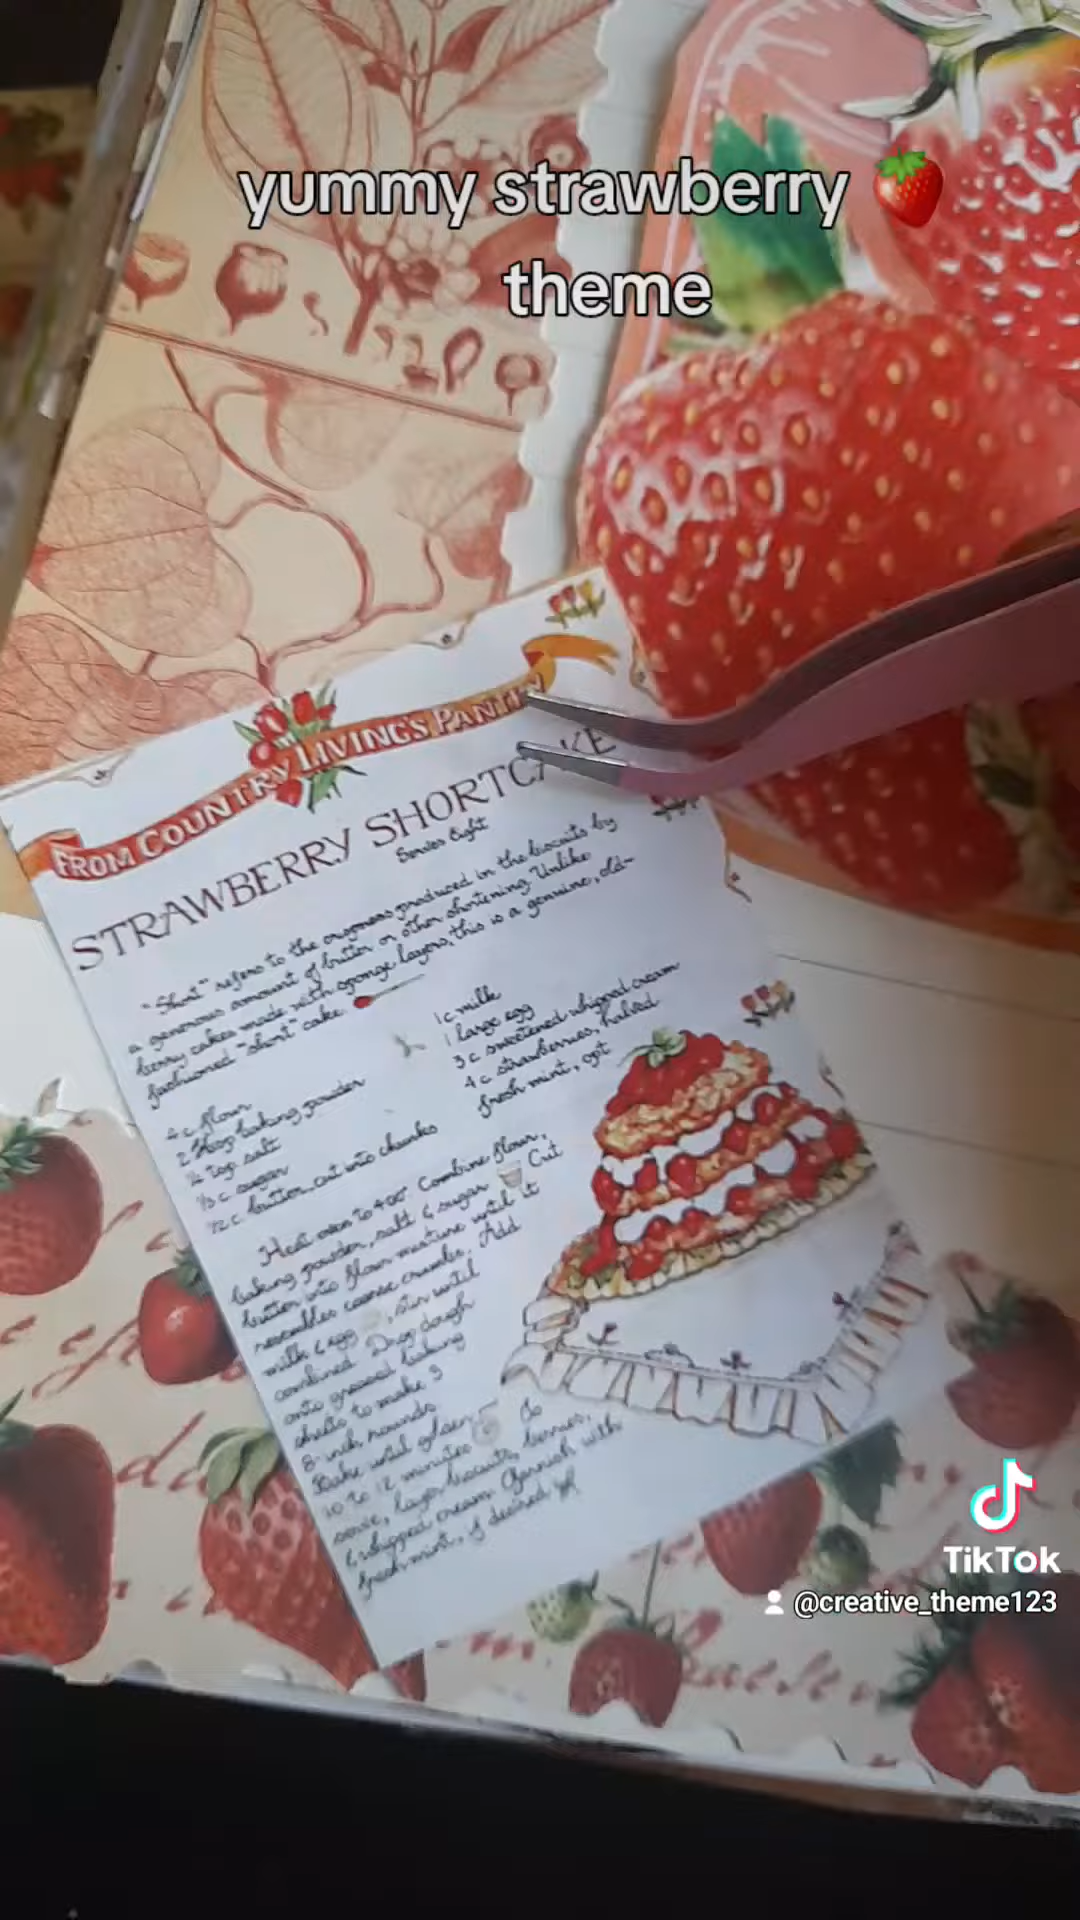 yummy strawberry 🍓
theme
FROM COUNTRY LIVING'S PANTRY
STRAWBERRY SHORTCAKE
Serves Eight
"Short" refers to the crispness produced in the biscuits by
a generous amount of butter or other shortening. Unlike
berry cakes made with sponge layers, this is a genuine, old-
fashioned "short" cake.
4 c flour
2 tbsp baking powder
tsp salt
⅓ c sugar
½ c butter, cut into chunks
1 c milk
1 large egg
3 c sweetened whipped cream
4 c strawberries, halved
fresh mint, opt
Heat oven to 400° Combine flour,
baking powder, salt & sugar Cut
butter into flour mixture until it
resembles coarse crumbs. Add
milk & egg, stir until
combined. Drop dough
onto greased baking
sheets to make 3
8-inch rounds.
Bake until golden,
10 to 12 minutes To
serve, layer biscuits, berries,
& whipped cream. Garnish with
fresh mint, if desired
TikTok
@creative_theme123